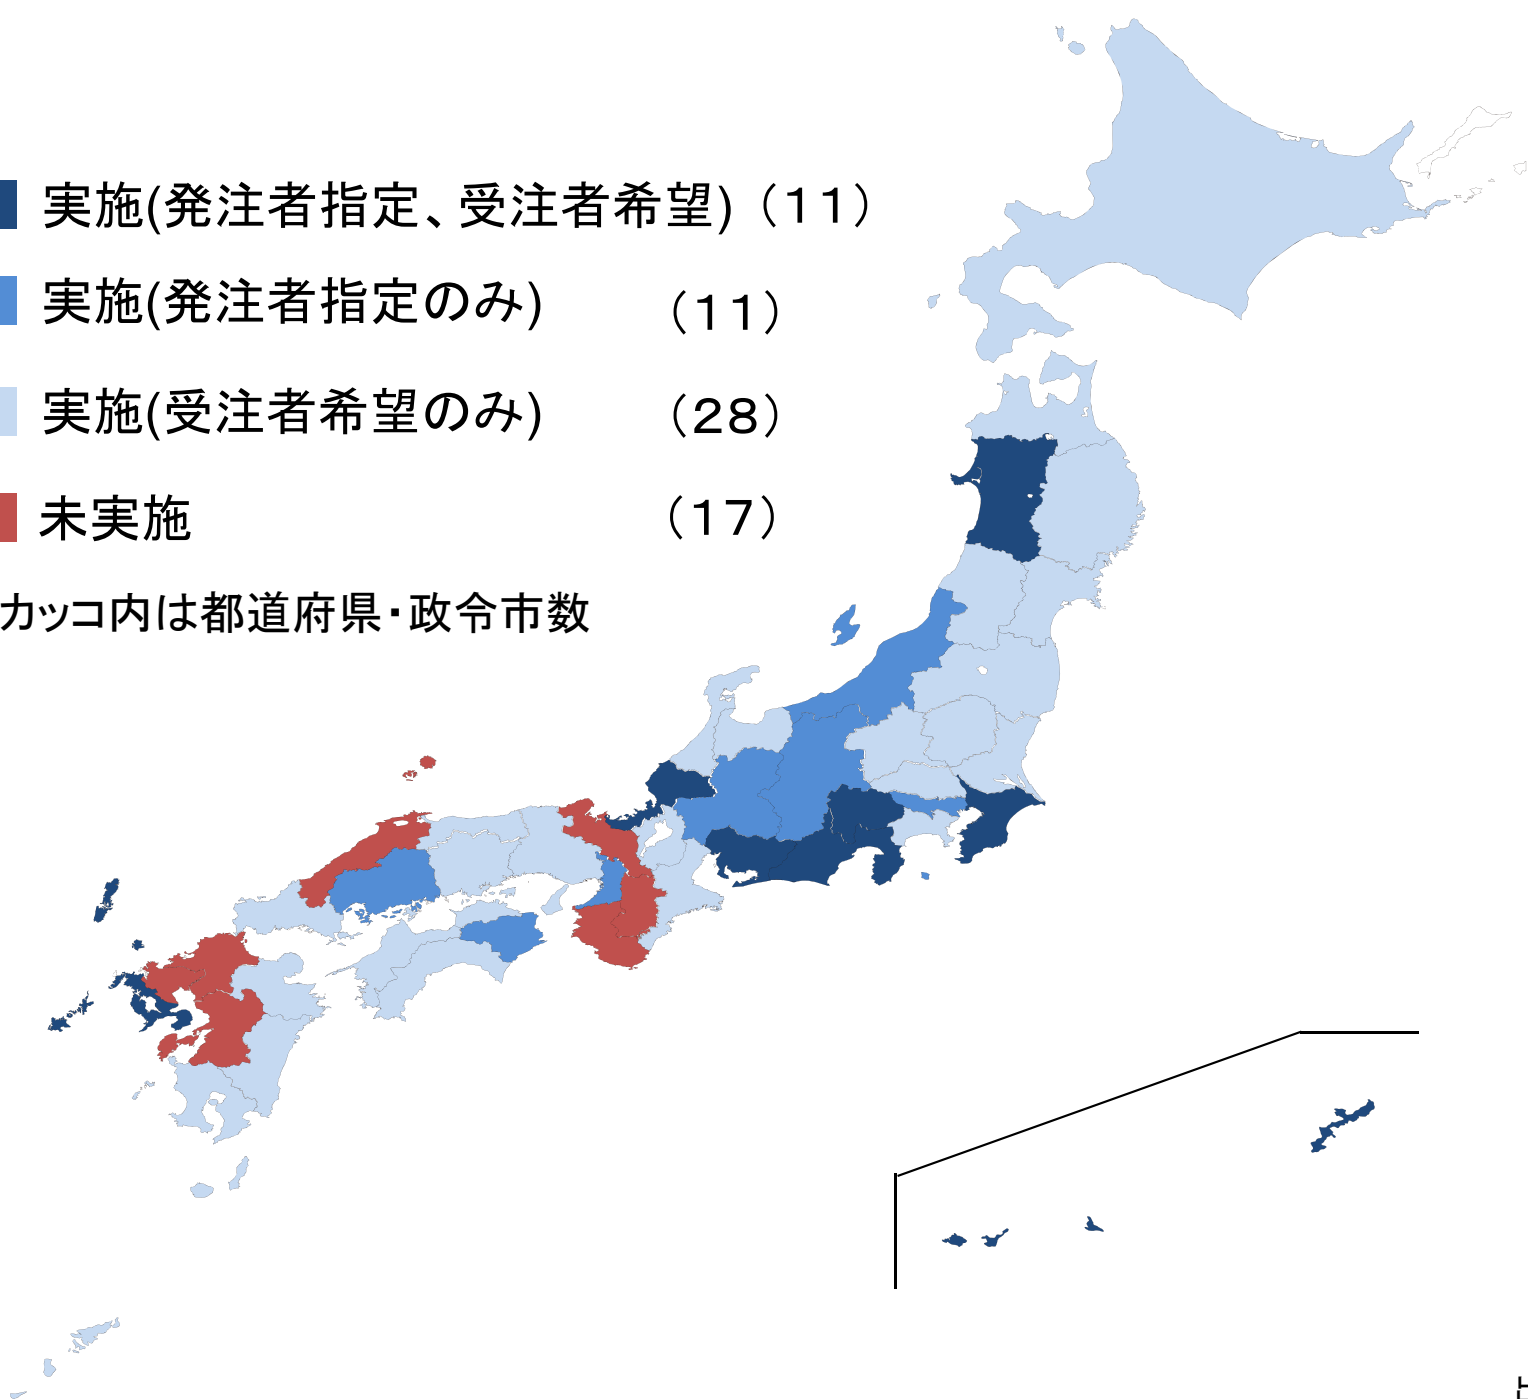 実施(発注者指定、受注者希望)（11）
実施(発注者指定のみ)（11）
実施(受注者希望のみ)（28）
未実施（17）
カッコ内は都道府県・政令市数